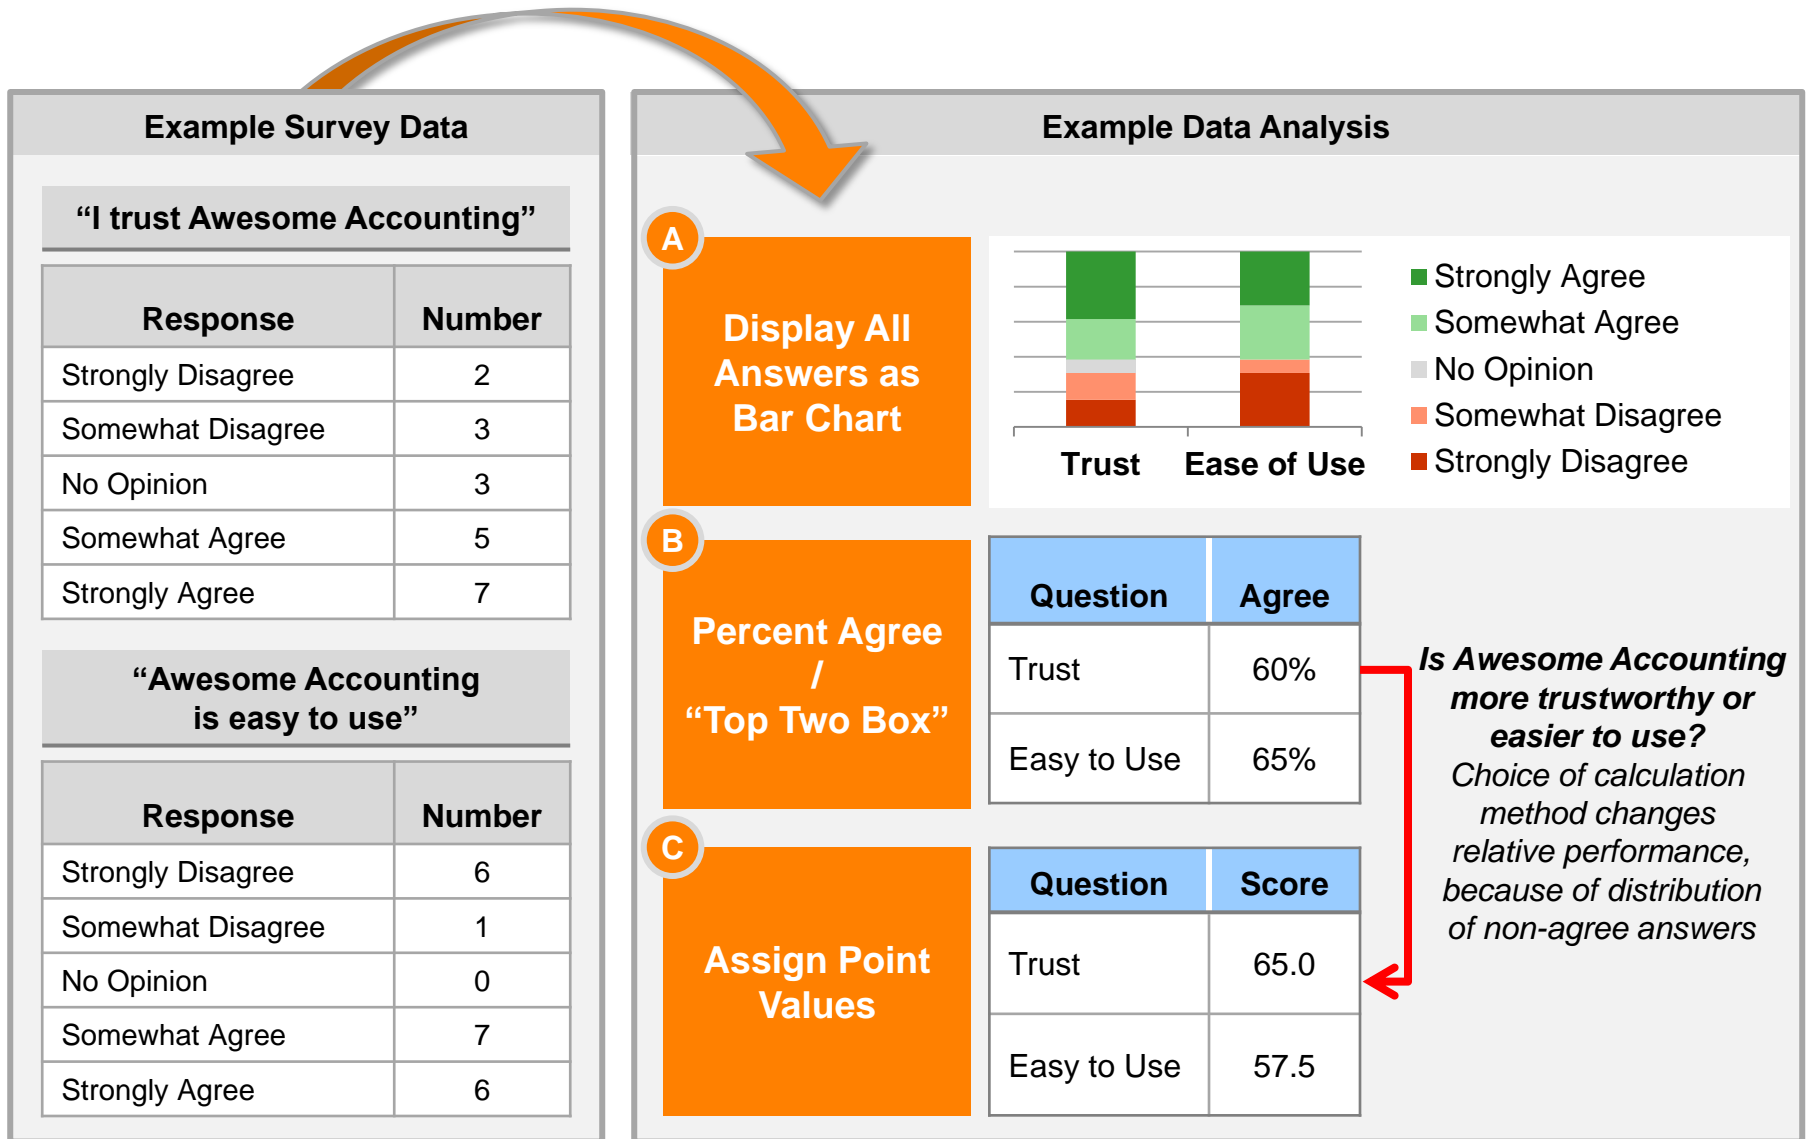 Example Survey Data
“I trust Awesome Accounting”
Response Number
Strongly Disagree 2
Somewhat Disagree 3
No Opinion 3
Somewhat Agree 5
Strongly Agree 7
“Awesome Accounting
is easy to use”
Response Number
Strongly Disagree 6
Somewhat Disagree 1
No Opinion 0
Somewhat Agree 7
Strongly Agree 6
Example Data Analysis
A
Display All
Answers as
Bar Chart
Trust Ease of Use
Strongly Agree
Somewhat Agree
No Opinion
Somewhat Disagree
Strongly Disagree
B
Percent Agree
/
“Top Two Box”
Question Agree
Trust 60%
Easy to Use 65%
C
Assign Point
Values
Question Score
Trust 65.0
Easy to Use 57.5
Is Awesome Accounting
more trustworthy or
easier to use?
Choice of calculation
method changes
relative performance,
because of distribution
of non-agree answers